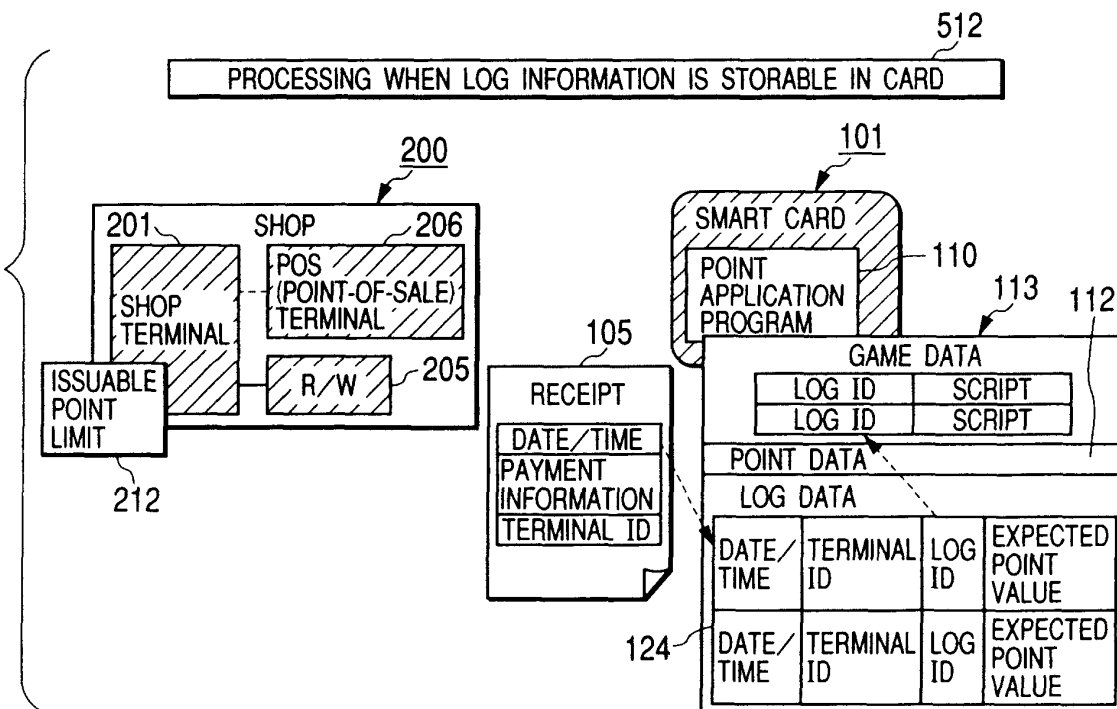 512
PROCESSING WHEN LOG INFORMATION IS STORABLE IN CARD
200
201
SHOP
206
SHOP
TERMINAL
POS
(POINT-OF-SALE)
TERMINAL
R/W
205
ISSUABLE
POINT
LIMIT
212
101
SMART CARD
110
POINT
APPLICATION
PROGRAM
113
112
105
RECEIPT
DATE/TIME
PAYMENT
INFORMATION
TERMINAL ID
GAME DATA
LOG ID SCRIPT
LOG ID SCRIPT
POINT DATA
LOG DATA
DATE/
TIME
TERMINAL
ID
LOG
ID
EXPECTED
POINT
VALUE
124
DATE/
TIME
TERMINAL
ID
LOG
ID
EXPECTED
POINT
VALUE